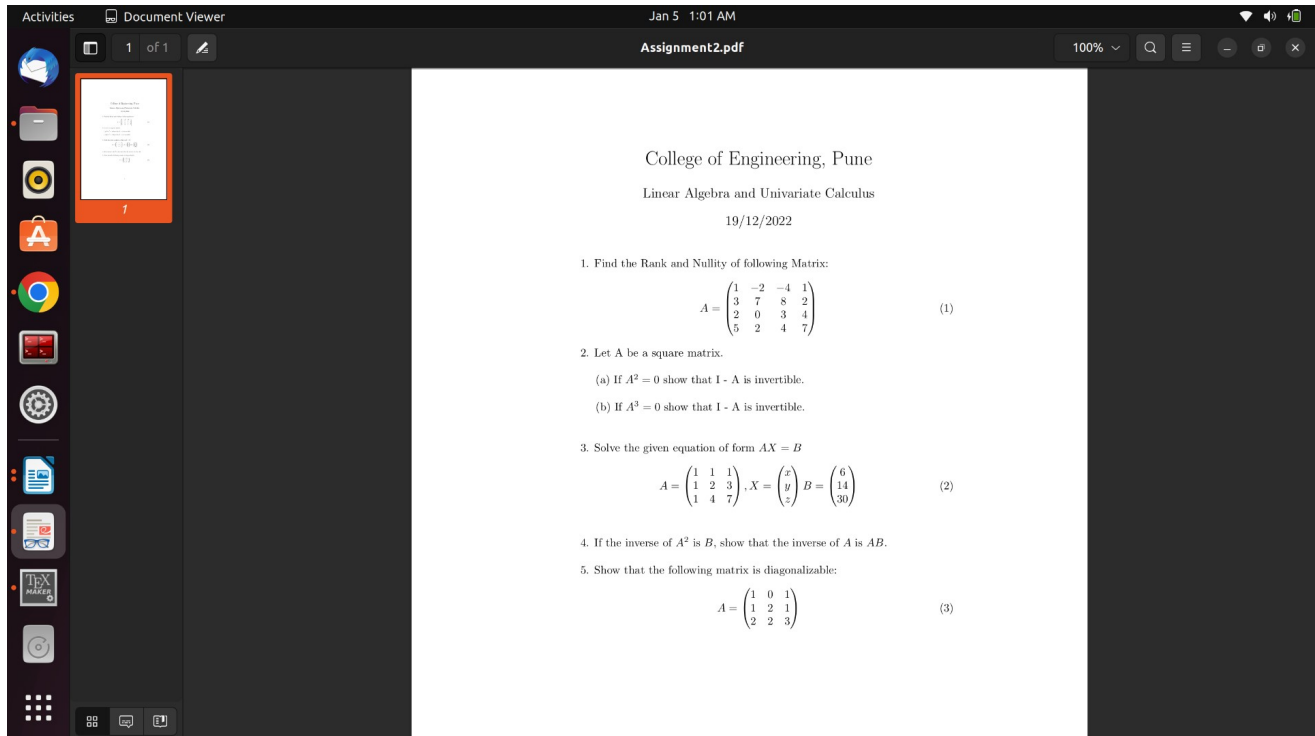 Activities Document Viewer Jan 5 1:01 AM
1 of 1 Assignment2.pdf 100%
1
College of Engineering, Pune
Linear Algebra and Univariate Calculus
19/12/2022
1. Find the Rank and Nullity of following Matrix:
1 −2 −4 1
3 7 8 2
A = 2 0 3 4 (1)
5 2 4 7
2. Let A be a square matrix.
(a) If A² = 0 show that I - A is invertible.
(b) If A³ = 0 show that I - A is invertible.
3. Solve the given equation of form AX = B
1 1 1 x 6
A = 1 2 3 , X = y B = 14 (2)
1 4 7 z 30
4. If the inverse of A² is B, show that the inverse of A is AB.
5. Show that the following matrix is diagonalizable:
1 0 1
A = 1 2 1 (3)
2 2 3
A
TEX
MAKER